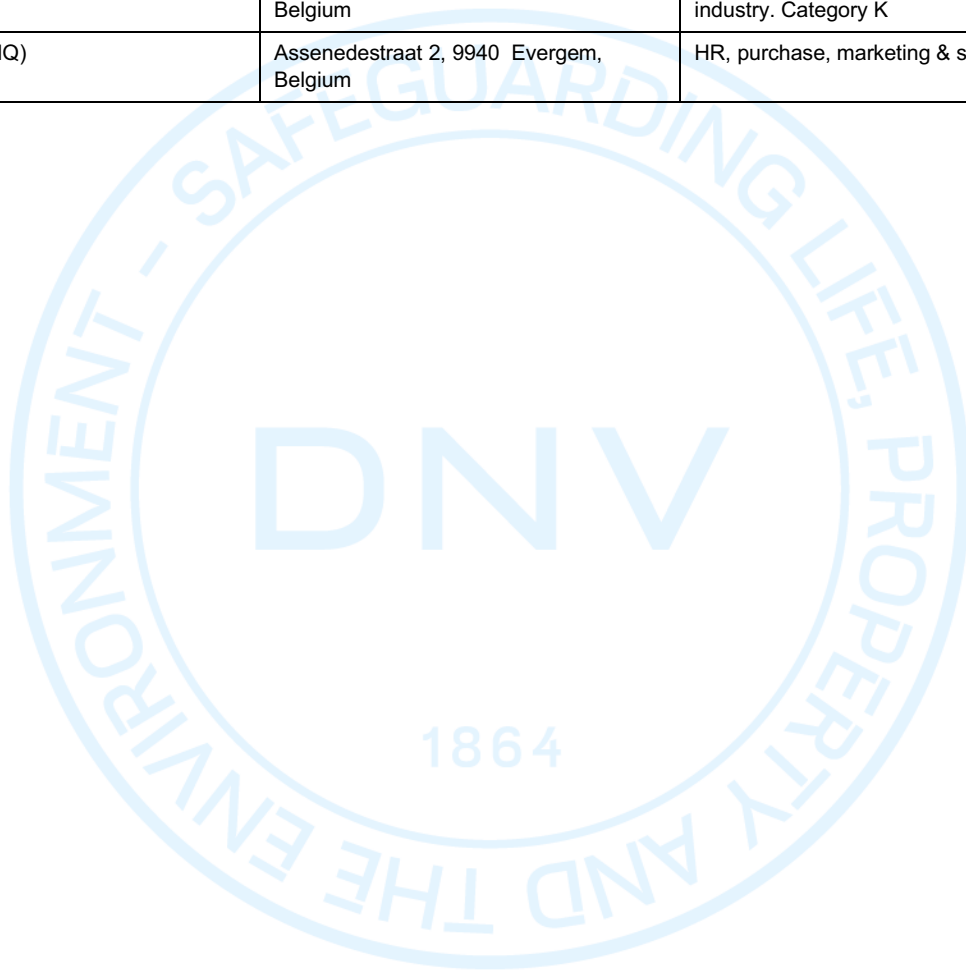 Belgium industry. Category K
IQ) Assenedestraat 2, 9940 Evergem, HR, purchase, marketing & s
Belgium
SAFEGUARDING LIFE, PROPERTY AND THE ENVIRONMENT -
DNV
1864